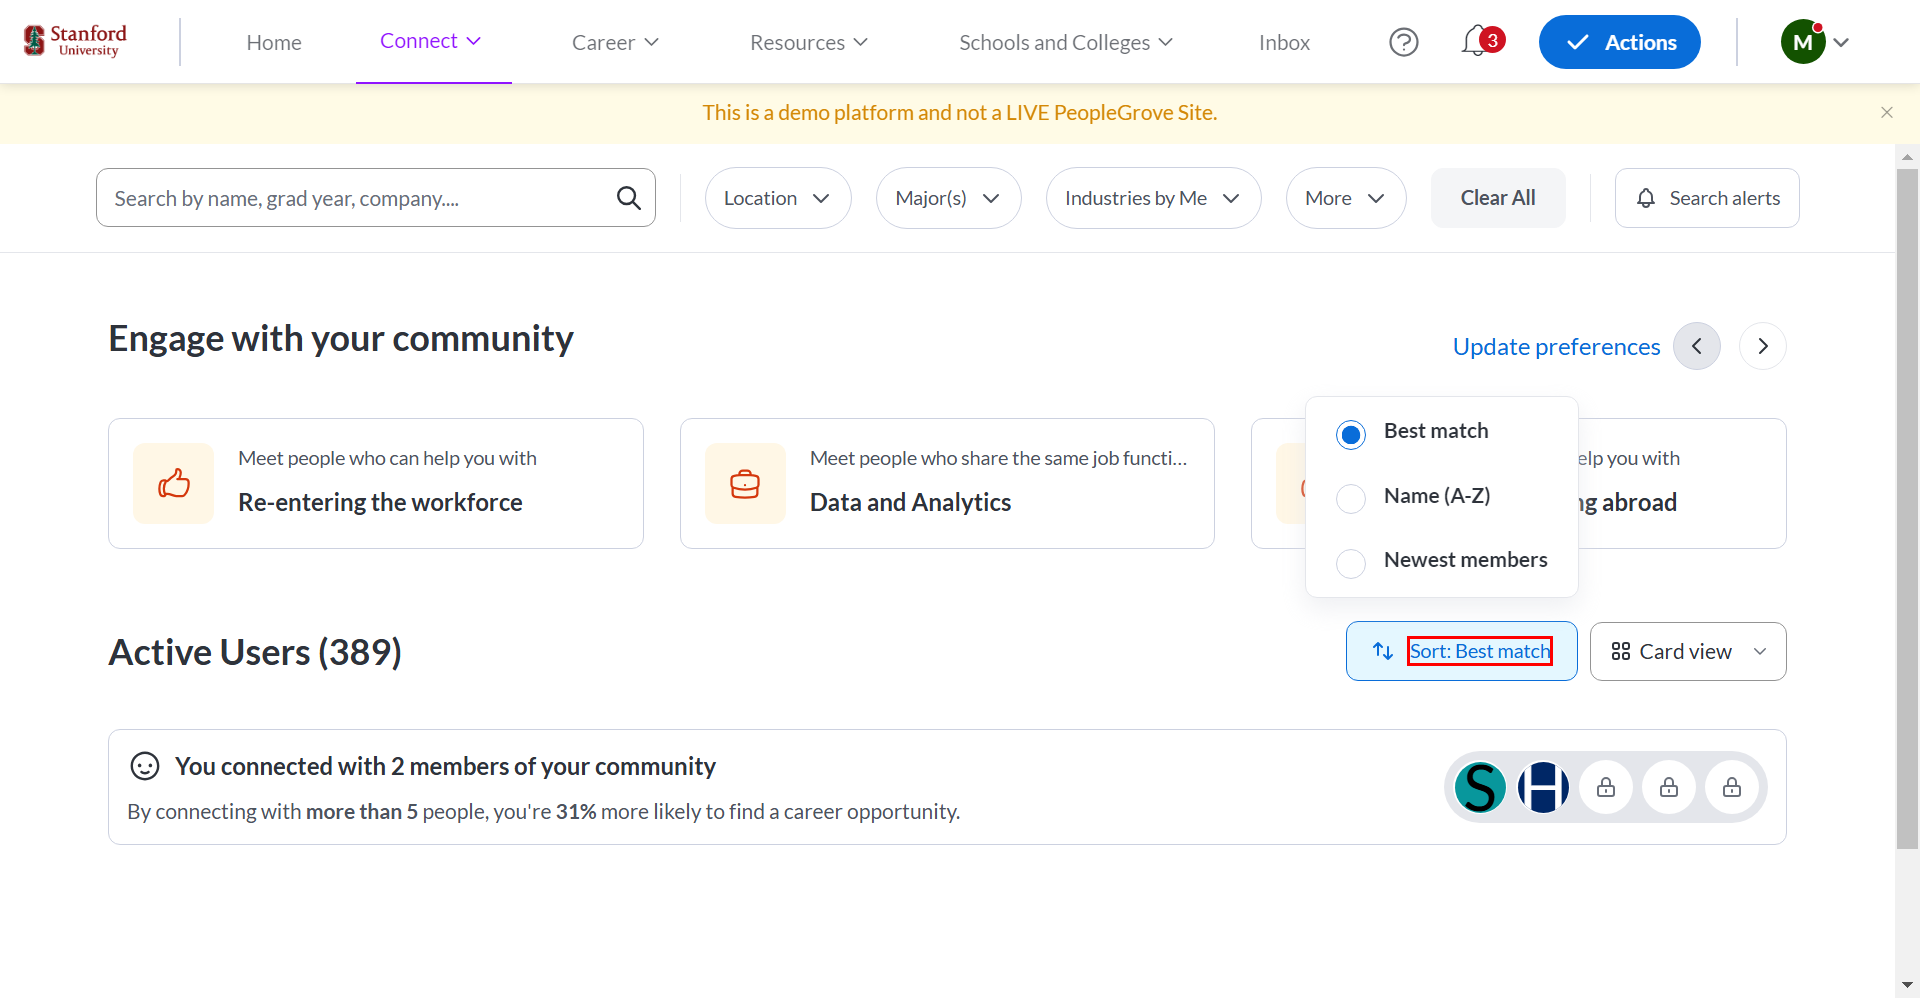 Stanford
University
Home
Connect
Career
Resources
Schools and Colleges
Inbox
3
Actions
M
This is a demo platform and not a LIVE PeopleGrove Site.
Search by name, grad year, company....
Location
Major(s)
Industries by Me
More
Clear All
Search alerts
Engage with your community
Update preferences
Meet people who can help you with
Re-entering the workforce
Meet people who share the same job functi...
Data and Analytics
elp you with
ng abroad
Best match
Name (A-Z)
Newest members
Active Users (389)
Sort: Best match
Card view
You connected with 2 members of your community
By connecting with more than 5 people, you're 31% more likely to find a career opportunity.
S
H